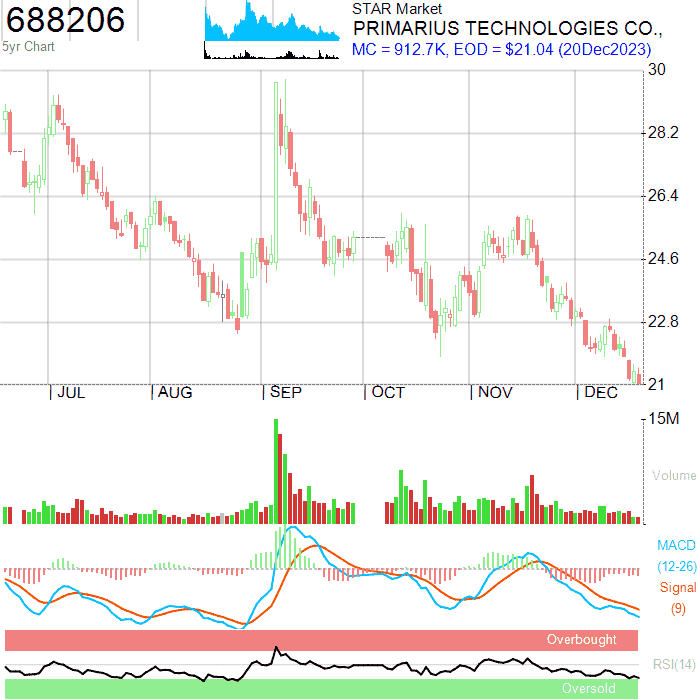 688206
5yr Chart
STAR Market
PRIMARIUS TECHNOLOGIES CO.,
MC = 912.7K, EOD = $21.04 (20Dec2023)
30
28.2
26.4
24.6
22.8
21
JUL
AUG
SEP
OCT
NOV
DEC
15M
Volume
MACD
(12-26)
Signal
(9)
Overbought
RSI(14)
Oversold